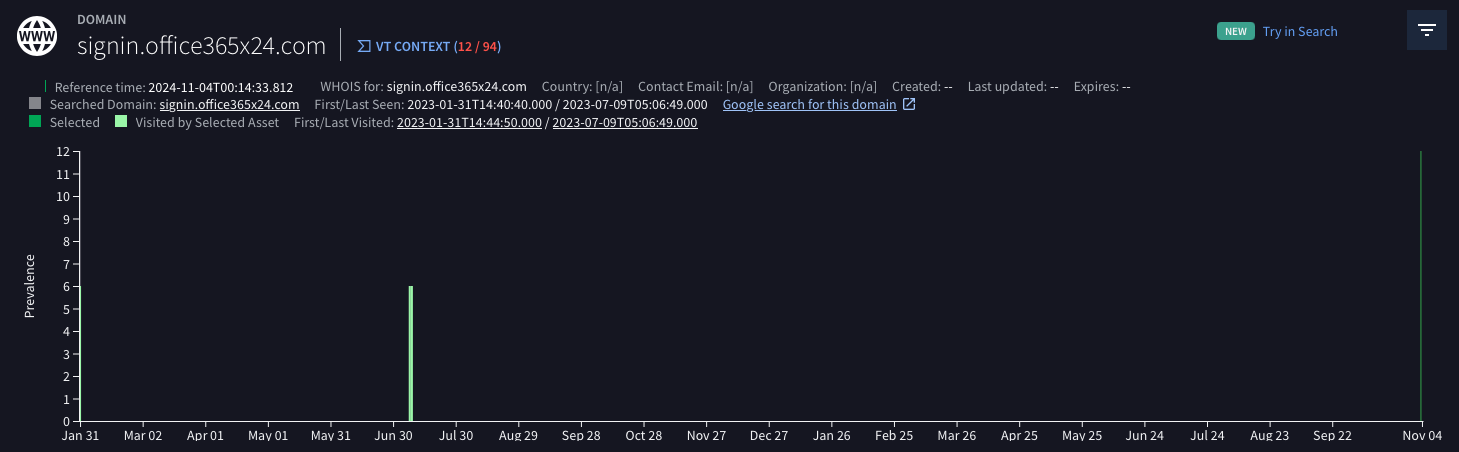 DOMAIN
signin.office365x24.com
VT CONTEXT (12 / 94)
NEW Try in Search
WWW
Reference time: 2024-11-04T00:14:33.812 WHOIS for: signin.office365x24.com Country: [n/a] Contact Email: [n/a] Organization: [n/a] Created: -- Last updated: -- Expires: --
Searched Domain: signin.office365x24.com First/Last Seen: 2023-01-31T14:40:40.000 / 2023-07-09T05:06:49.000 Google search for this domain
Selected Visited by Selected Asset First/Last Visited: 2023-01-31T14:44:50.000 / 2023-07-09T05:06:49.000
Prevalence
12
11
10
9
8
7
6
5
4
3
2
1
0
Jan 31 Mar 02 Apr 01 May 01 May 31 Jun 30 Jul 30 Aug 29 Sep 28 Oct 28 Nov 27 Dec 27 Jan 26 Feb 25 Mar 26 Apr 25 May 25 Jun 24 Jul 24 Aug 23 Sep 22 Nov 04